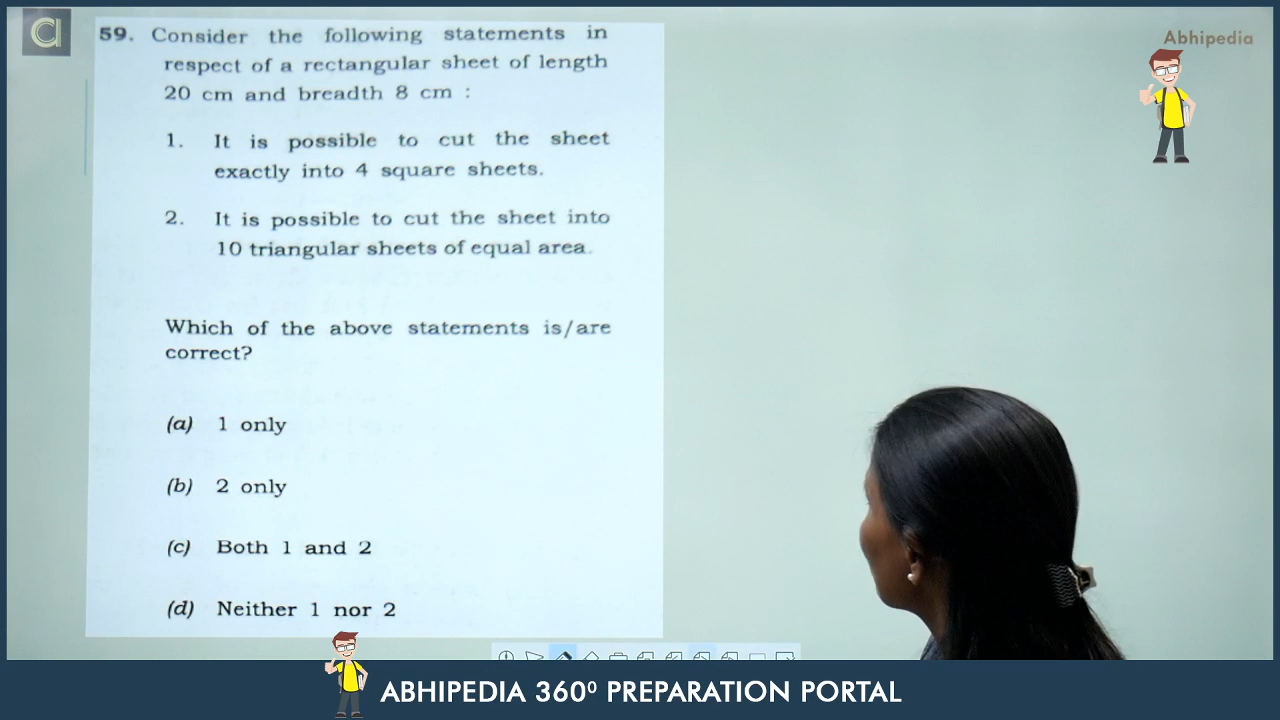 a
Abhipedia
59. Consider the following statements in
respect of a rectangular sheet of length
20 cm and breadth 8 cm :
1. It is possible to cut the sheet
exactly into 4 square sheets.
2. It is possible to cut the sheet into
10 triangular sheets of equal area.
Which of the above statements is/are
correct?
(a) 1 only
(b) 2 only
(c) Both 1 and 2
(d) Neither 1 nor 2
ABHIPEDIA 360⁰ PREPARATION PORTAL